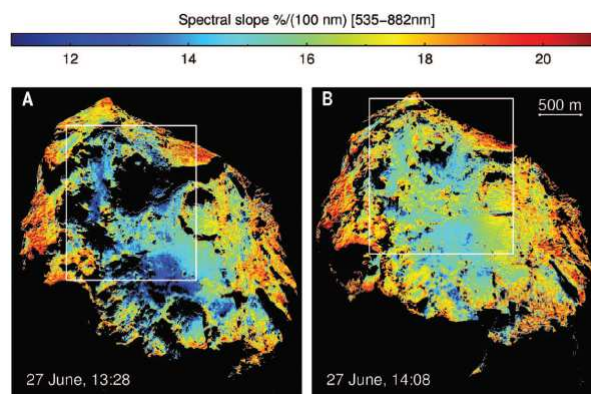 Spectral slope %/(100 nm) [535–882nm]
12 14 16 18 20
A B
500 m
27 June, 13:28 27 June, 14:08